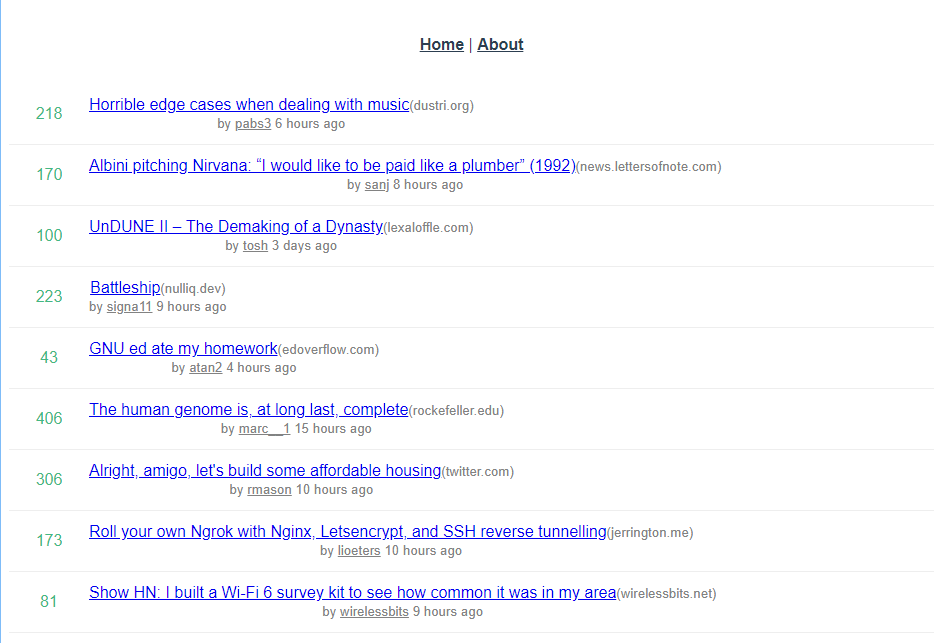 Home | About
218
Horrible edge cases when dealing with music(dustri.org)
by pabs3 6 hours ago
170
Albini pitching Nirvana: “I would like to be paid like a plumber” (1992)(news.lettersofnote.com)
by sanj 8 hours ago
100
UnDUNE II – The Demaking of a Dynasty(lexaloffle.com)
by tosh 3 days ago
223
Battleship(nulliq.dev)
by signa11 9 hours ago
43
GNU ed ate my homework(edoverflow.com)
by atan2 4 hours ago
406
The human genome is, at long last, complete(rockefeller.edu)
by marc__1 15 hours ago
306
Alright, amigo, let's build some affordable housing(twitter.com)
by rmason 10 hours ago
173
Roll your own Ngrok with Nginx, Letsencrypt, and SSH reverse tunnelling(jerrington.me)
by lioeters 10 hours ago
81
Show HN: I built a Wi-Fi 6 survey kit to see how common it was in my area(wirelessbits.net)
by wirelessbits 9 hours ago